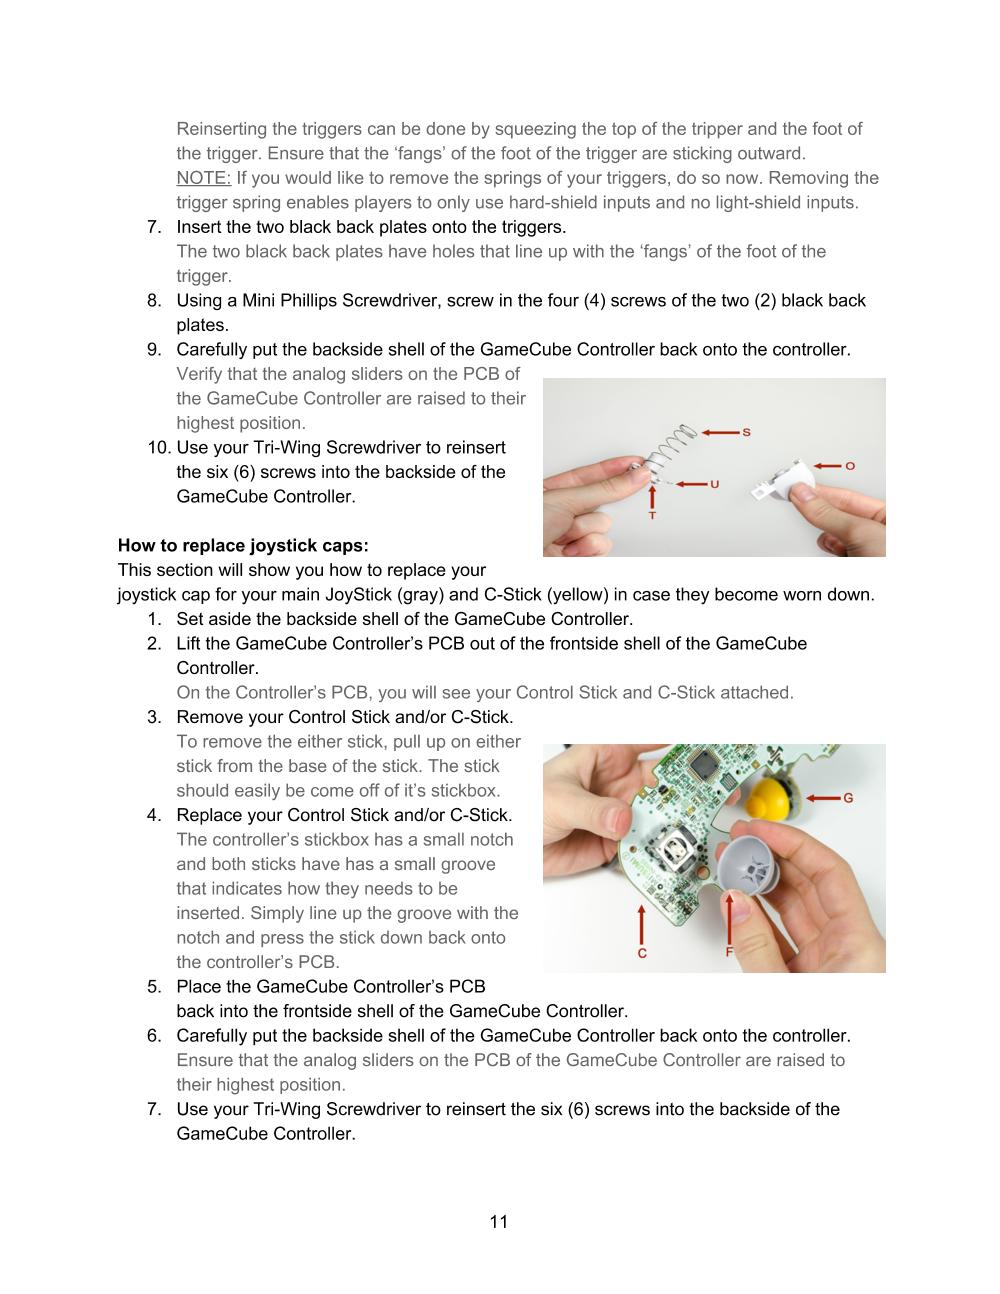 Reinserting the triggers can be done by squeezing the top of the tripper and the foot of
the trigger. Ensure that the ‘fangs’ of the foot of the trigger are sticking outward.
NOTE: If you would like to remove the springs of your triggers, do so now. Removing the
trigger spring enables players to only use hard-shield inputs and no light-shield inputs.
7. Insert the two black back plates onto the triggers.
The two black back plates have holes that line up with the ‘fangs’ of the foot of the
trigger.
8. Using a Mini Phillips Screwdriver, screw in the four (4) screws of the two (2) black back
plates.
9. Carefully put the backside shell of the GameCube Controller back onto the controller.
Verify that the analog sliders on the PCB of
the GameCube Controller are raised to their
highest position.
10. Use your Tri-Wing Screwdriver to reinsert
the six (6) screws into the backside of the
GameCube Controller.
S
O
U
T
How to replace joystick caps:
This section will show you how to replace your
joystick cap for your main JoyStick (gray) and C-Stick (yellow) in case they become worn down.
1. Set aside the backside shell of the GameCube Controller.
2. Lift the GameCube Controller’s PCB out of the frontside shell of the GameCube
Controller.
On the Controller’s PCB, you will see your Control Stick and C-Stick attached.
3. Remove your Control Stick and/or C-Stick.
To remove the either stick, pull up on either
stick from the base of the stick. The stick
should easily be come off of it’s stickbox.
4. Replace your Control Stick and/or C-Stick.
The controller’s stickbox has a small notch
and both sticks have has a small groove
that indicates how they needs to be
inserted. Simply line up the groove with the
notch and press the stick down back onto
the controller’s PCB.
G
C
F
5. Place the GameCube Controller’s PCB
back into the frontside shell of the GameCube Controller.
6. Carefully put the backside shell of the GameCube Controller back onto the controller.
Ensure that the analog sliders on the PCB of the GameCube Controller are raised to
their highest position.
7. Use your Tri-Wing Screwdriver to reinsert the six (6) screws into the backside of the
GameCube Controller.
11